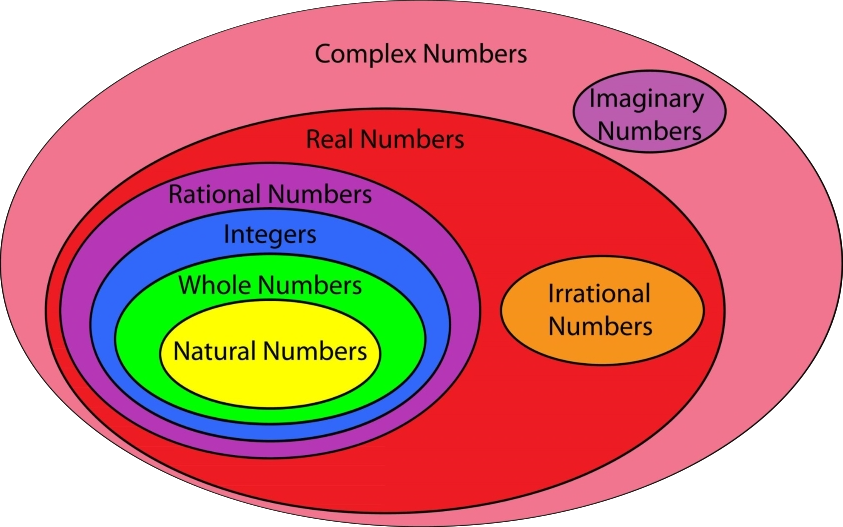 Complex Numbers
Imaginary
Numbers
Real Numbers
Rational Numbers
Integers
Whole Numbers
Natural Numbers
Irrational
Numbers